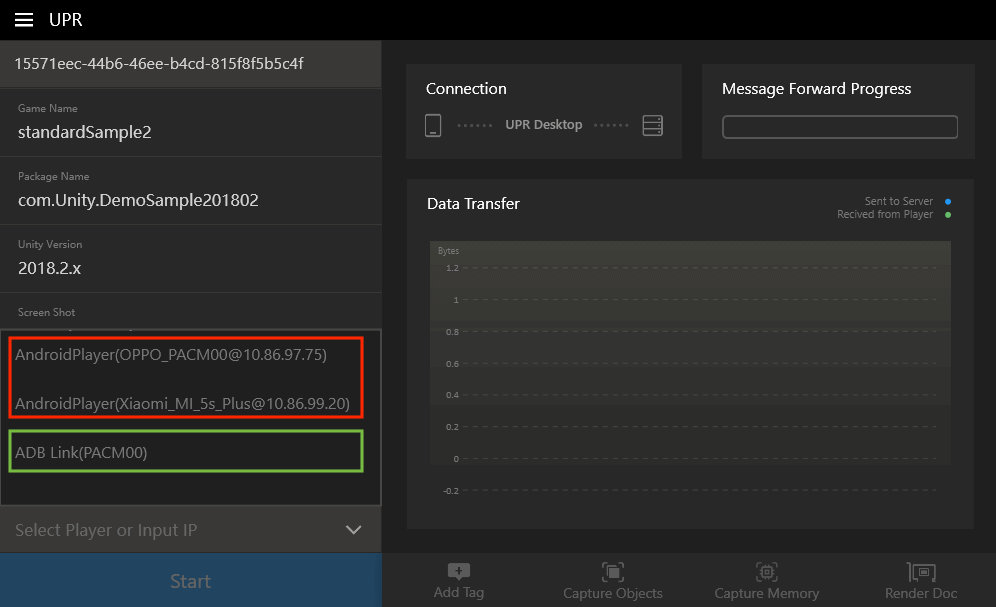 UPR
15571eec-44b6-46ee-b4cd-815f8f5b5c4f
Game Name
standardSample2
Package Name
com.Unity.DemoSample201802
Unity Version
2018.2.x
Screen Shot
AndroidPlayer(OPPO_PACM00@10.86.97.75)
AndroidPlayer(Xiaomi_MI_5s_Plus@10.86.99.20)
ADB Link(PACM00)
Select Player or Input IP
Start
Connection
UPR Desktop
Message Forward Progress
Data Transfer
Sent to Server
Recived from Player
Bytes
1.2
1
0.8
0.6
0.4
0.2
0
-0.2
Add Tag
Capture Objects
Capture Memory
Render Doc